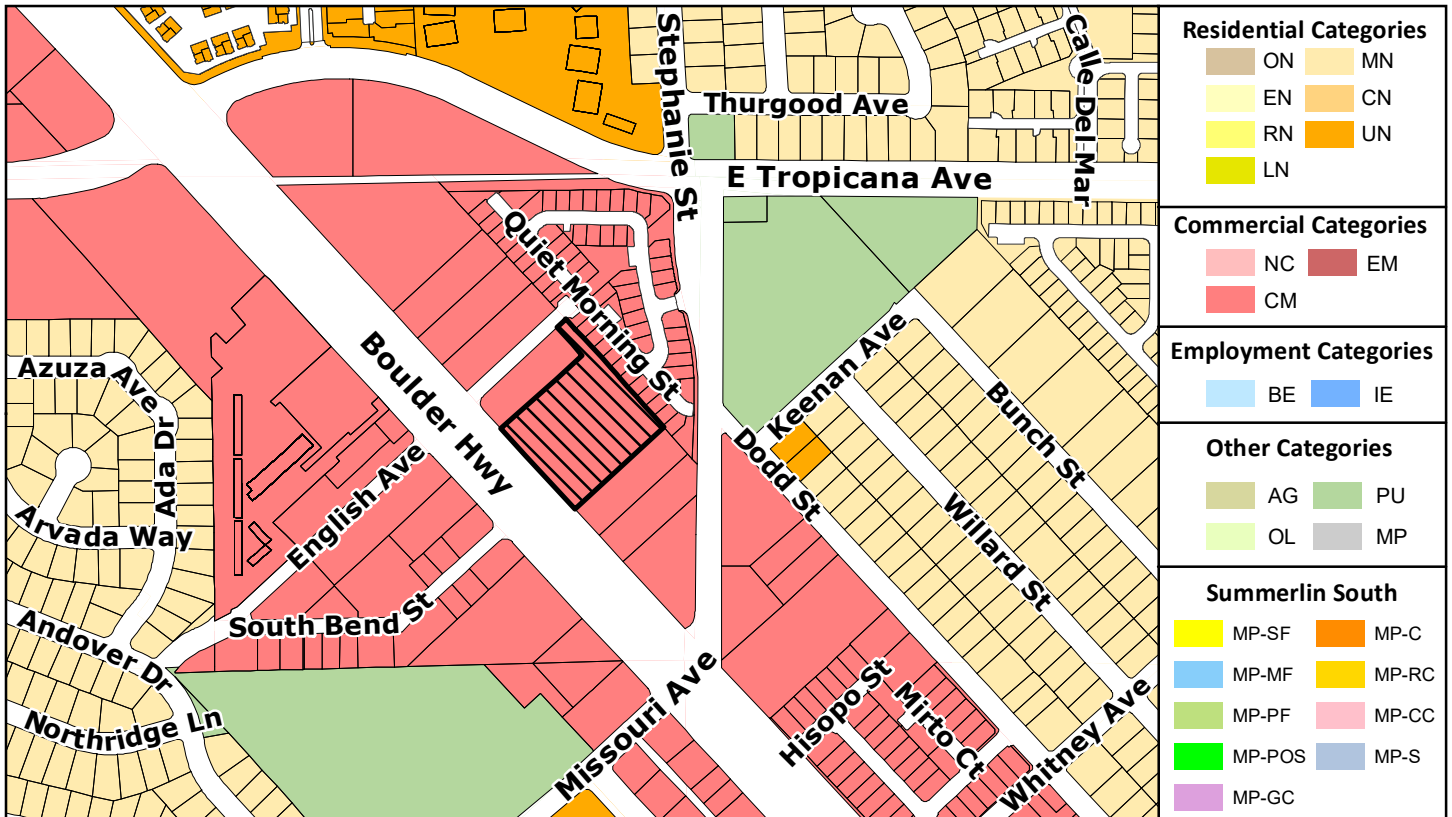 Stephanie St
Thurgood Ave
Calle-Del-Mar
E Tropicana Ave
Quiet Morning St
Boulder Hwy
Azuza Ave
Ada Dr
Arvada Way
English Ave
South Bend St
Andover Dr
Northridge Ln
Keenan Ave
Dodd St
Bunch St
Willard St
Missouri Ave
Hisopo St
Mirto Ct
Whitney Ave
Residential Categories
ON MN
EN CN
RN UN
LN
Commercial Categories
NC EM
CM
Employment Categories
BE IE
Other Categories
AG PU
OL MP
Summerlin South
MP-SF MP-C
MP-MF MP-RC
MP-PF MP-CC
MP-POS MP-S
MP-GC